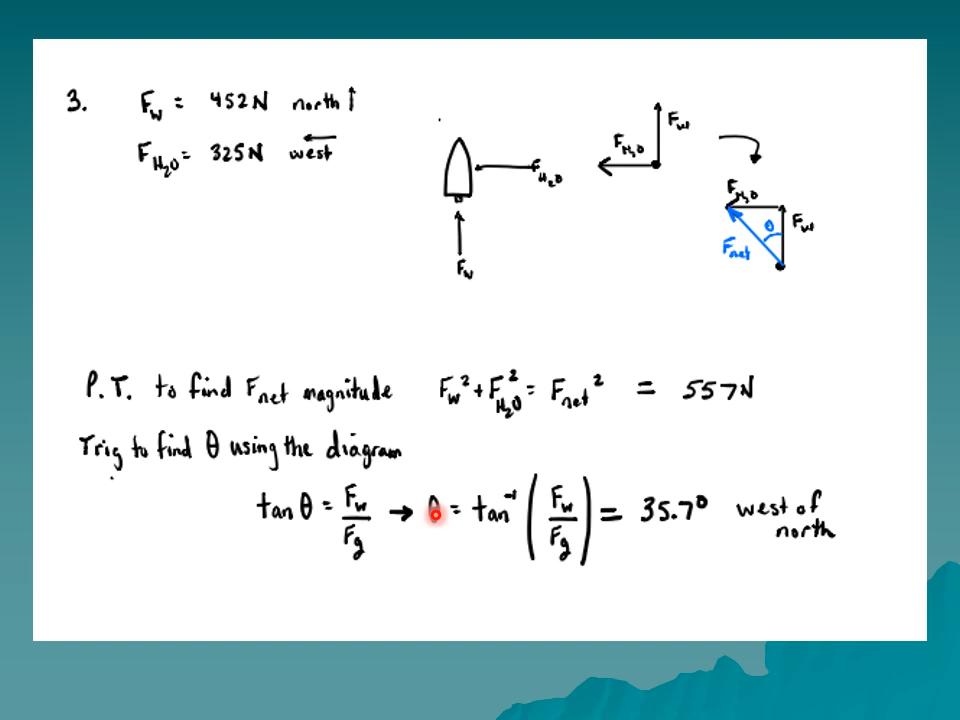 3. F_w = 452N north ↑
F_H₂O = 325N west
F_H₂O
F_w
F_H₂O
F_w
F_H₂O
F_w
θ
F_net
P.T. to find F_net magnitude F_w² + F_H₂O² = F_net² = 557N
Trig to find θ using the diagram
tan θ = F_w/F_g → θ = tan⁻¹ (F_w/F_g) = 35.7° west of
north